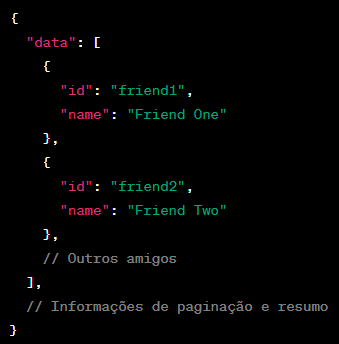 {
"data": [
{
"id": "friend1",
"name": "Friend One"
},
{
"id": "friend2",
"name": "Friend Two"
},
// Outros amigos
],
// Informações de paginação e resumo
}